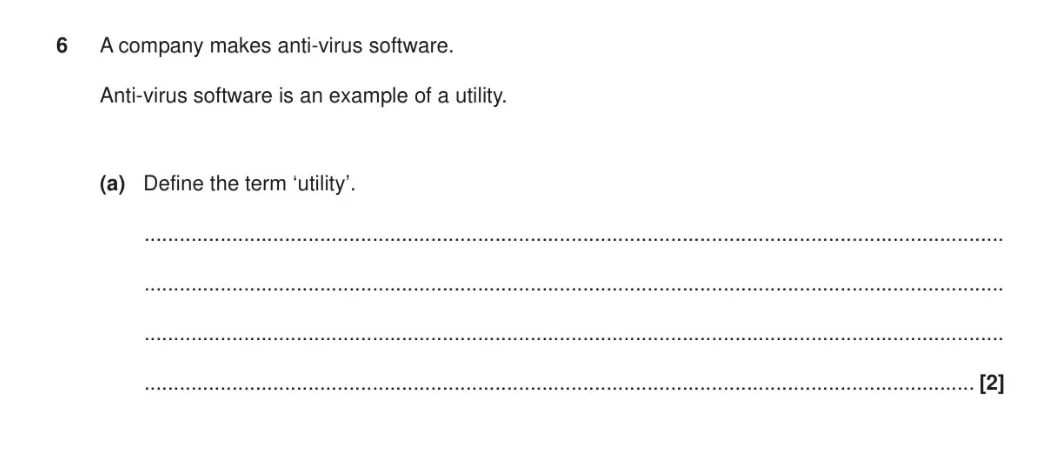 6 A company makes anti-virus software.
Anti-virus software is an example of a utility.
(a) Define the term ‘utility’.
[2]